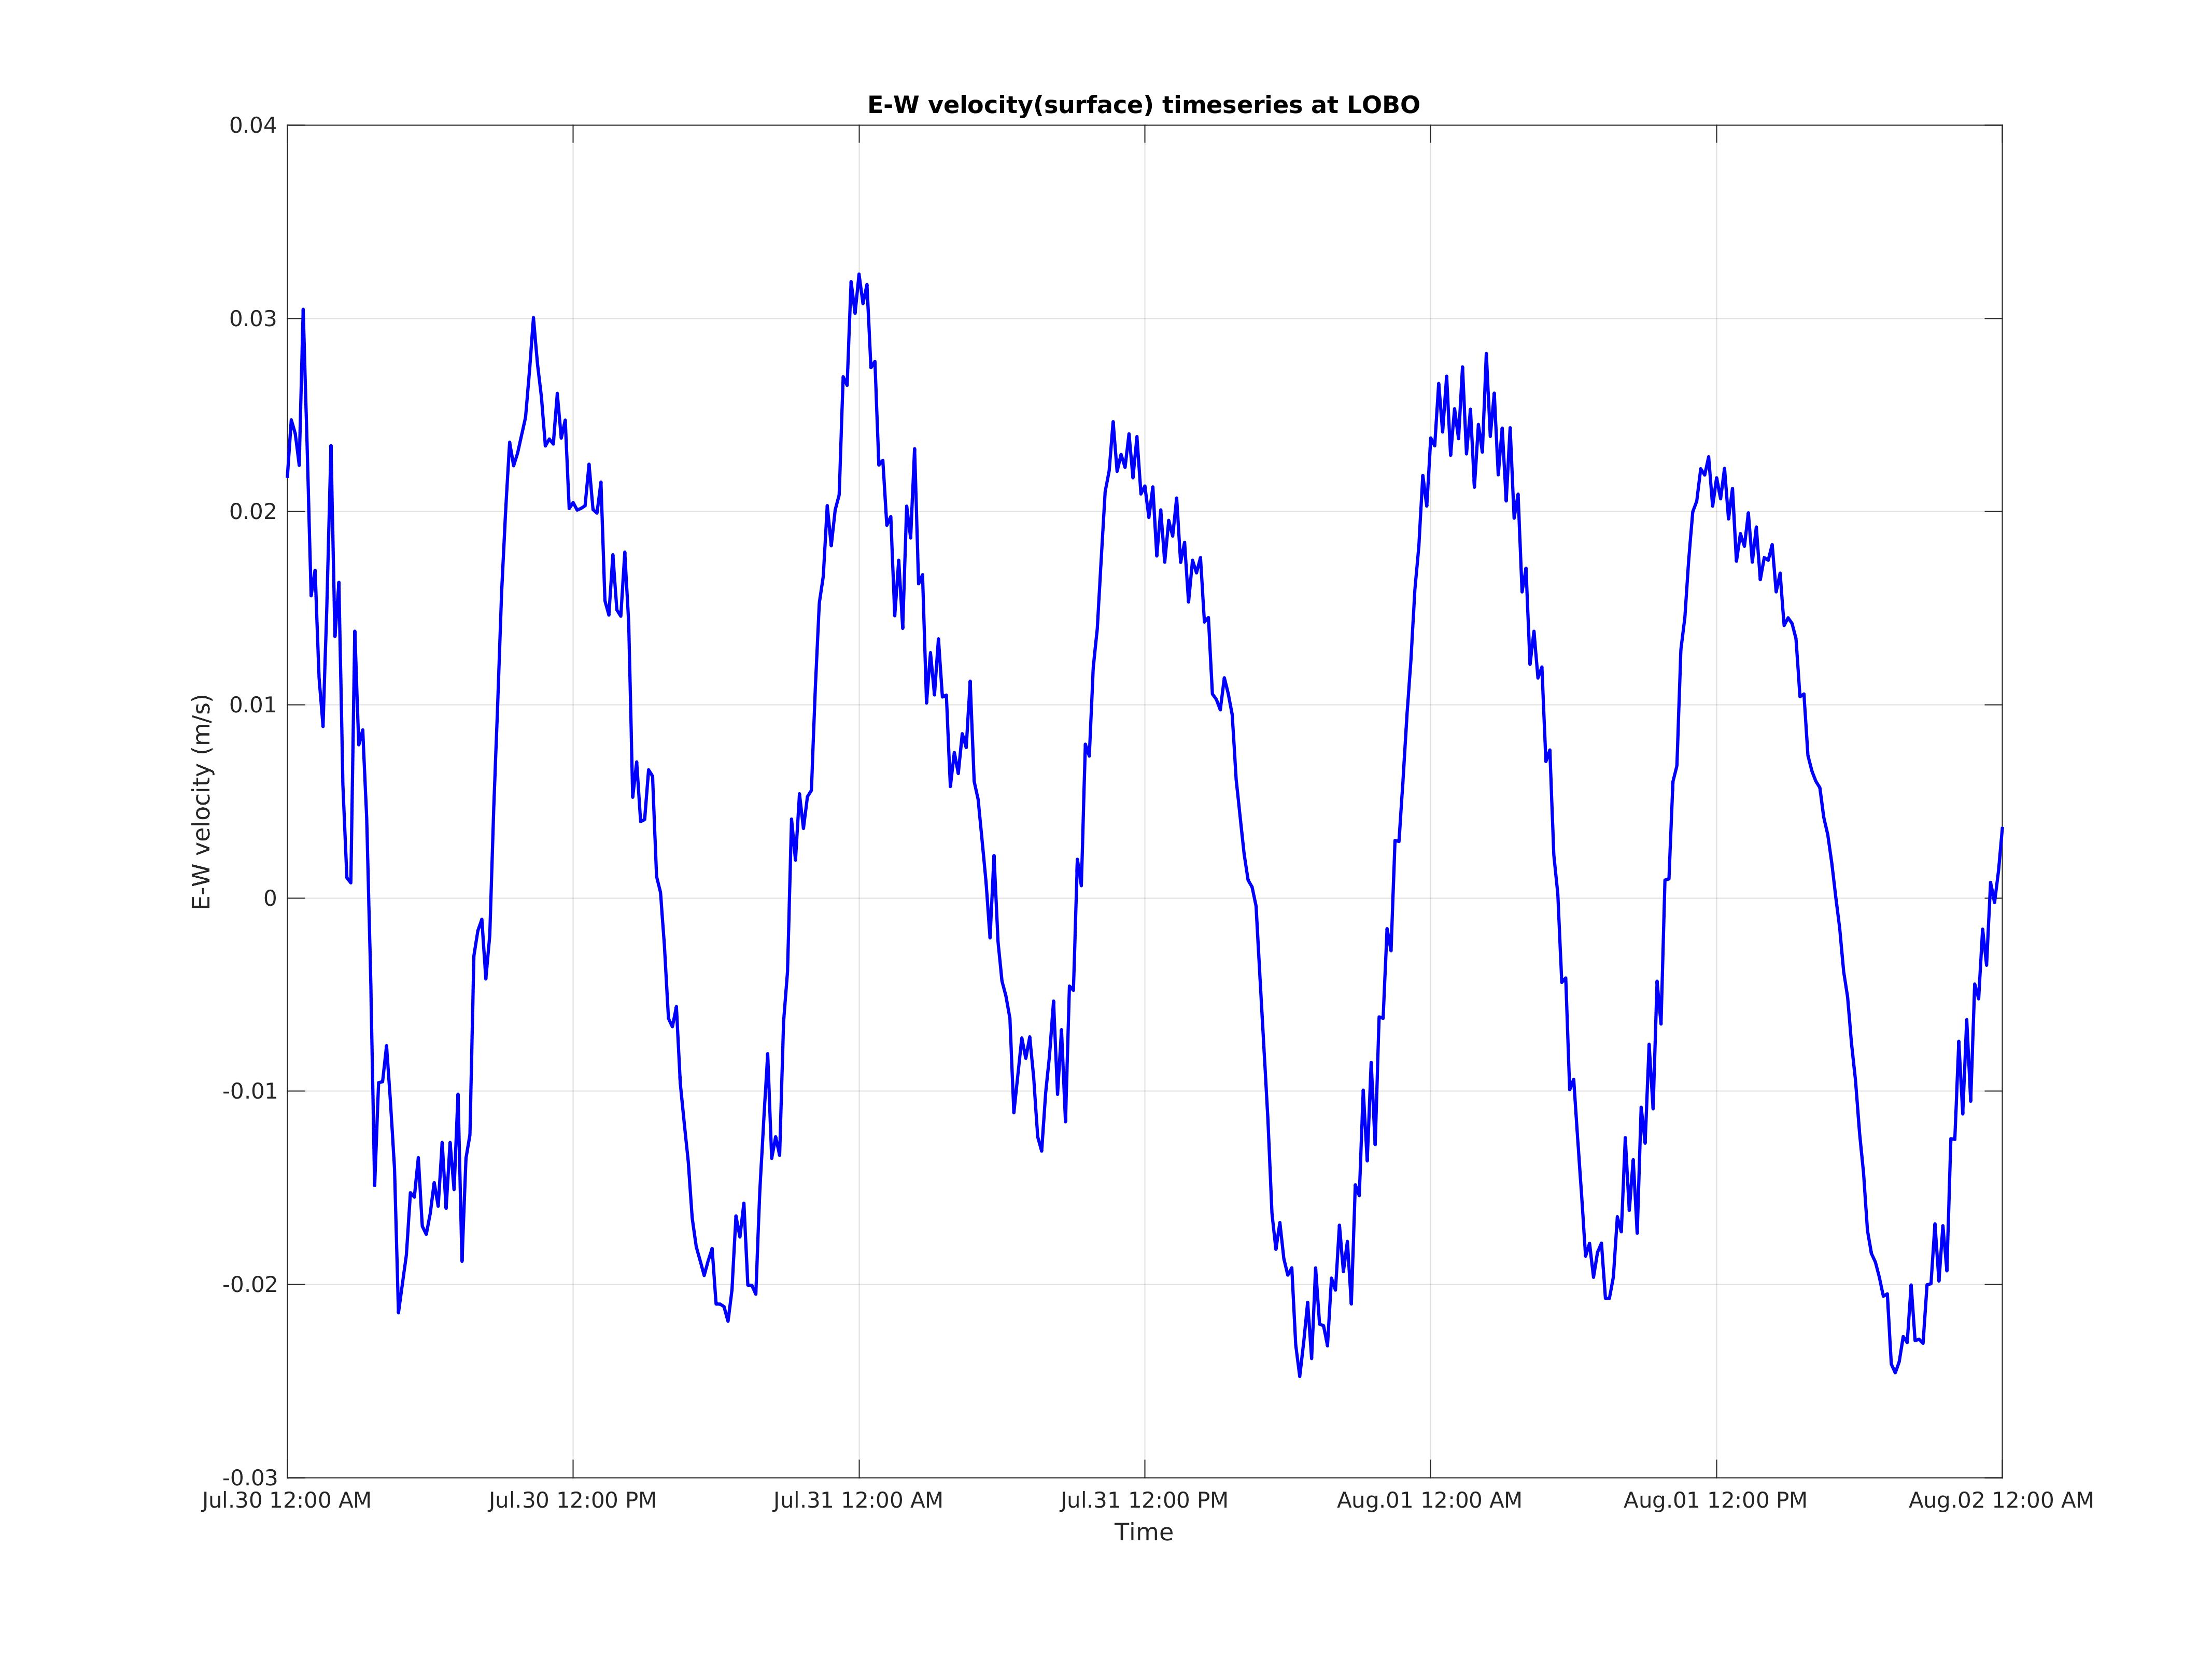 E-W velocity(surface) timeseries at LOBO
0.04
0.03
0.02
0.01
0
-0.01
-0.02
-0.03
E-W velocity (m/s)
Jul.30 12:00 AM Jul.30 12:00 PM Jul.31 12:00 AM Jul.31 12:00 PM Aug.01 12:00 AM Aug.01 12:00 PM Aug.02 12:00 AM
Time